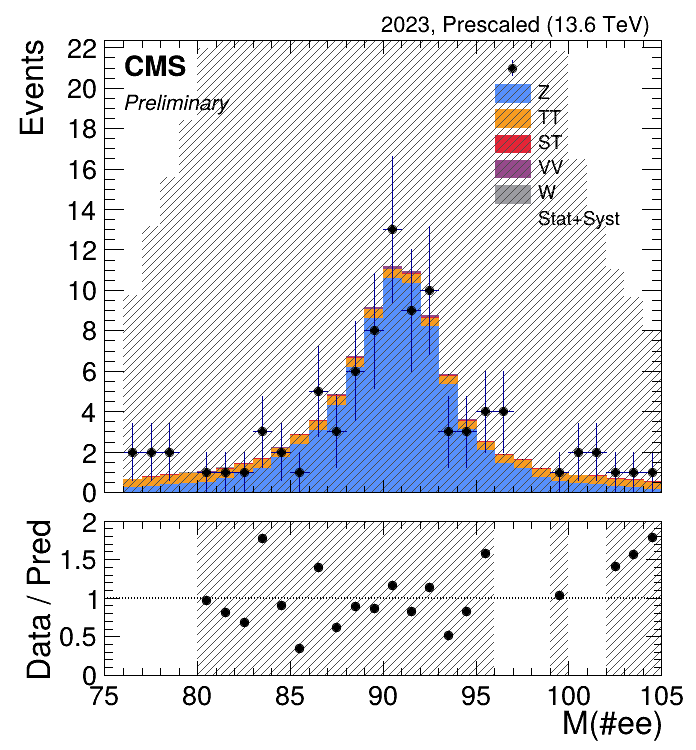 2023, Prescaled (13.6 TeV)
CMS
Preliminary
Events
22
20
18
16
14
12
10
8
6
4
2
0
Z
TT
ST
VV
W
Stat+Syst
Data / Pred
2
1.5
1
0.5
0
75 80 85 90 95 100 105
M(#ee)